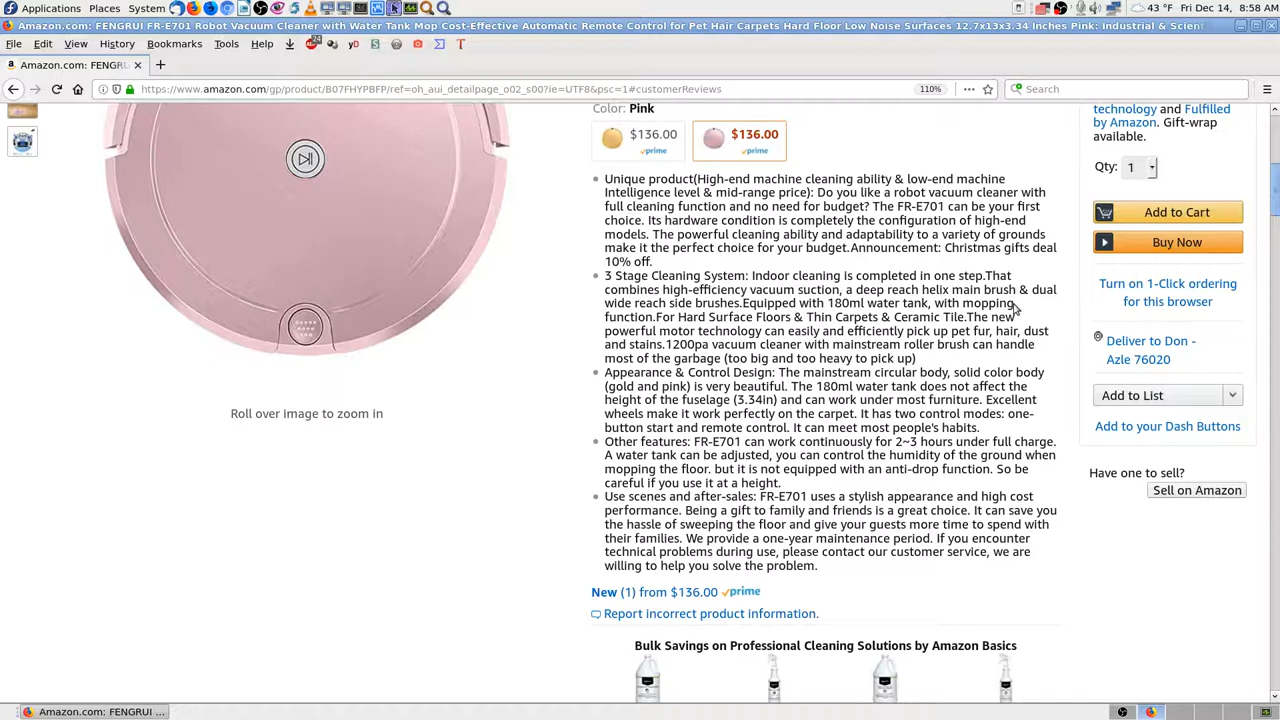 Applications Places System 43 °F Fri Dec 14, 8:58 AM
Amazon.com: FENGRUI FR-E701 Robot Vacuum Cleaner with Water Tank Mop Cost-Effective Automatic Remote Control for Pet Hair Carpets Hard Floor Low Noise Surfaces 12.7x13x3.34 Inches Pink: Industrial & Scien
File Edit View History Bookmarks Tools Help
Amazon.com: FENGRU
https://www.amazon.com/gp/product/B07FHYPBFP/ref=oh_aui_detailpage_o02_s00?ie=UTF8&psc=1#customerReviews 110% Search
Color: Pink
$136.00
prime
$136.00
prime
Unique product(High-end machine cleaning ability & low-end machine
Intelligence level & mid-range price): Do you like a robot vacuum cleaner with
full cleaning function and no need for budget? The FR-E701 can be your first
choice. Its hardware condition is completely the configuration of high-end
models. The powerful cleaning ability and adaptability to a variety of grounds
make it the perfect choice for your budget.Announcement: Christmas gifts deal
10% off.
3 Stage Cleaning System: Indoor cleaning is completed in one step.That
combines high-efficiency vacuum suction, a deep reach helix main brush & dual
wide reach side brushes.Equipped with 180ml water tank, with mopping
function.For Hard Surface Floors & Thin Carpets & Ceramic Tile.The new
powerful motor technology can easily and efficiently pick up pet fur, hair, dust
and stains.1200pa vacuum cleaner with mainstream roller brush can handle
most of the garbage (too big and too heavy to pick up)
Appearance & Control Design: The mainstream circular body, solid color body
(gold and pink) is very beautiful. The 180ml water tank does not affect the
height of the fuselage (3.34in) and can work under most furniture. Excellent
wheels make it work perfectly on the carpet. It has two control modes: one-
button start and remote control. It can meet most people's habits.
Other features: FR-E701 can work continuously for 2~3 hours under full charge.
A water tank can be adjusted, you can control the humidity of the ground when
mopping the floor. but it is not equipped with an anti-drop function. So be
careful if you use it at a height.
Use scenes and after-sales: FR-E701 uses a stylish appearance and high cost
performance. Being a gift to family and friends is a great choice. It can save you
the hassle of sweeping the floor and give your guests more time to spend with
their families. We provide a one-year maintenance period. If you encounter
technical problems during use, please contact our customer service, we are
willing to help you solve the problem.
New (1) from $136.00 prime
Report incorrect product information.
Bulk Savings on Professional Cleaning Solutions by Amazon Basics
Roll over image to zoom in
technology and Fulfilled
by Amazon. Gift-wrap
available.
Qty: 1
Add to Cart
Buy Now
Turn on 1-Click ordering
for this browser
Deliver to Don -
Azle 76020
Add to List
Add to your Dash Buttons
Have one to sell?
Sell on Amazon
Amazon.com: FENGRUI ...